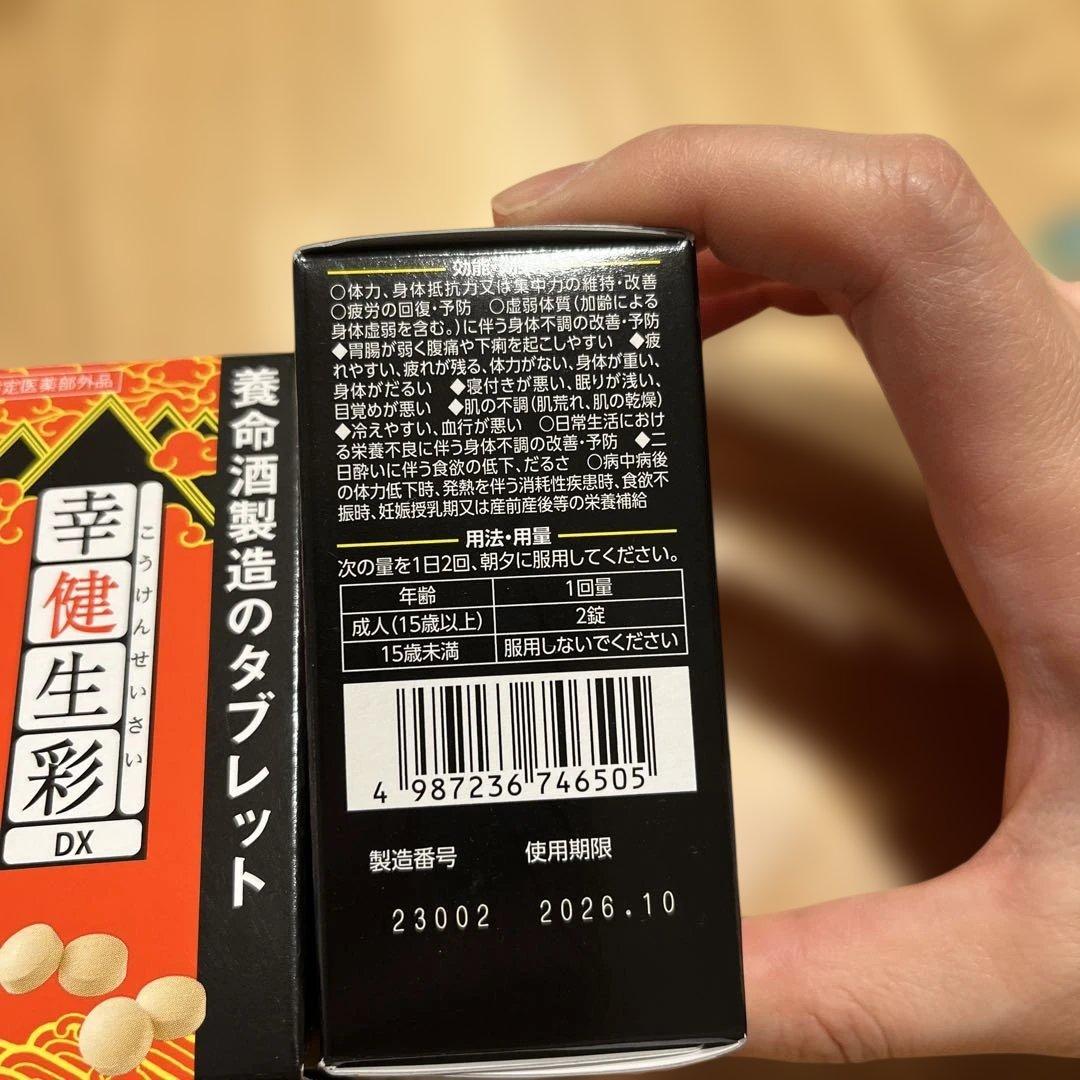 定医薬部外品
養命酒製造のタブレット
幸健生彩
こうけんせいさい
DX
○体力、身体抵抗力又は集中力の維持・改善
○疲労の回復・予防 ○虚弱体質(加齢による
身体虚弱を含む。)に伴う身体不調の改善・予防
◆胃腸が弱く腹痛や下痢を起こしやすい ◆疲
れやすい、疲れが残る、体力がない、身体が重い、
身体がだるい ◆寝付きが悪い、眠りが浅い、
目覚めが悪い ◆肌の不調(肌荒れ、肌の乾燥)
◆冷えやすい、血行が悪い ○日常生活におけ
る栄養不良に伴う身体不調の改善・予防 ◆二
日酔いに伴う食欲の低下、だるさ ○病中病後
の体力低下時、発熱を伴う消耗性疾患時、食欲不
振時、妊娠授乳期又は産前産後等の栄養補給
用法・用量
次の量を1日2回、朝夕に服用してください。
年齢 1回量
成人(15歳以上) 2錠
15歳未満 服用しないでください
4 987236 746505
製造番号 使用期限
23002 2026.10